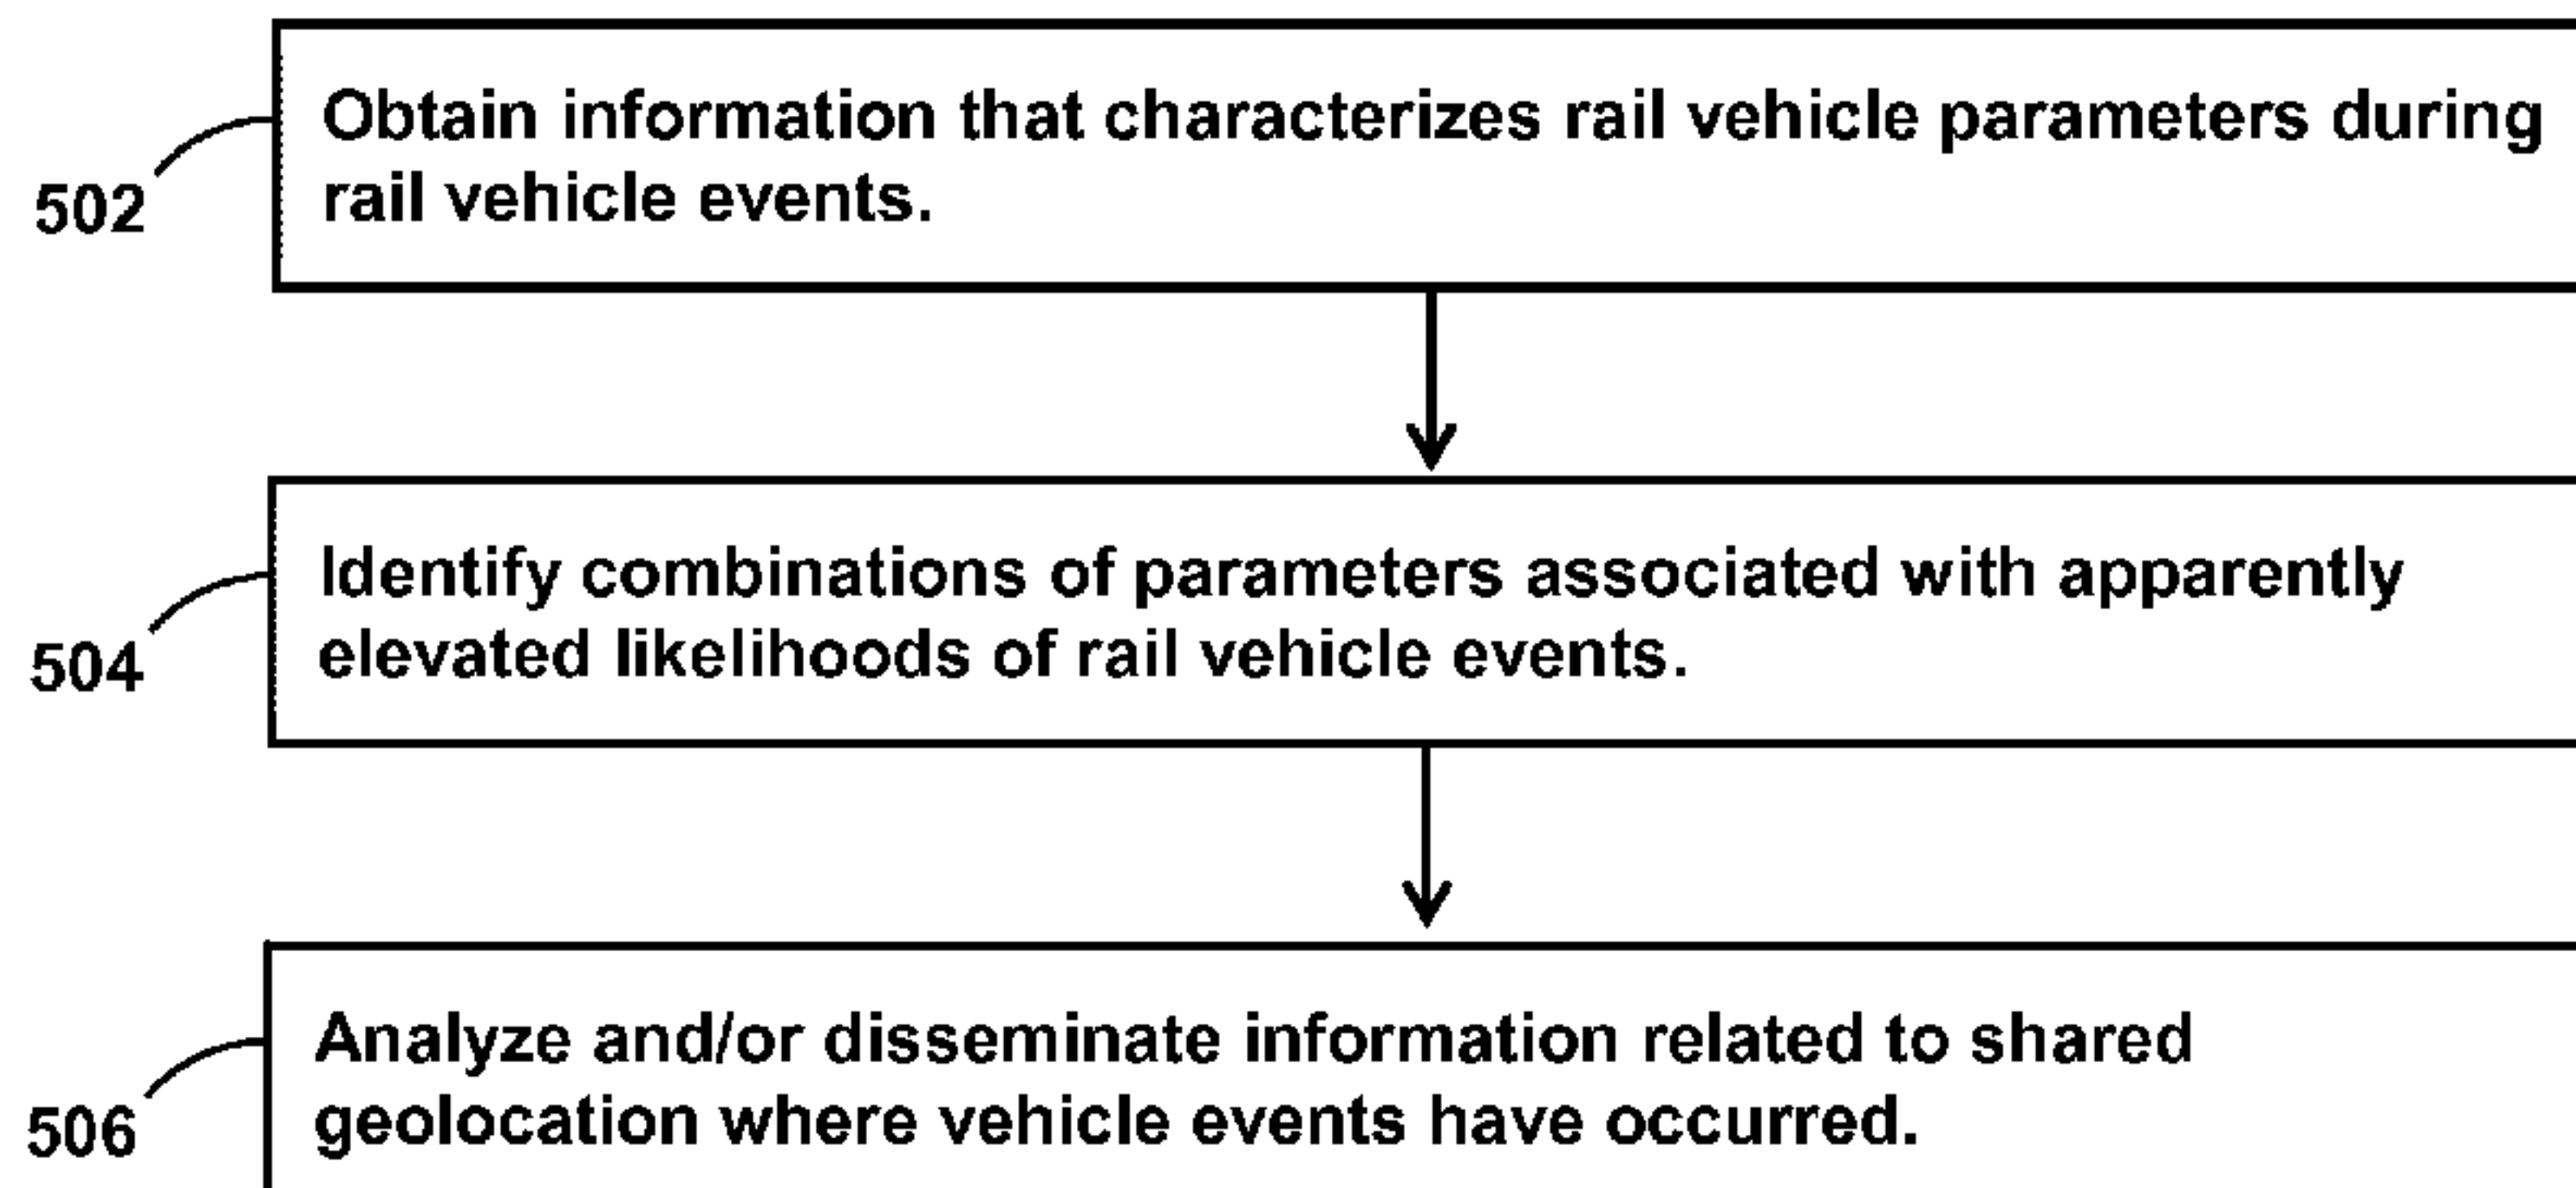 Obtain information that characterizes rail vehicle parameters during
rail vehicle events.
502
Identify combinations of parameters associated with apparently
elevated likelihoods of rail vehicle events.
504
Analyze and/or disseminate information related to shared
geolocation where vehicle events have occurred.
506